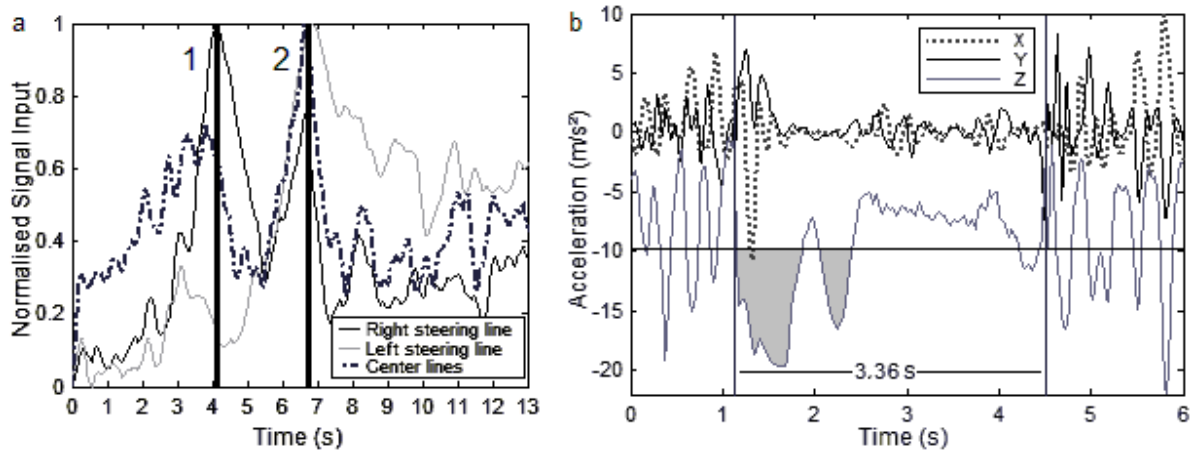 a
Normalised Signal Input
1
0.8
0.6
0.4
0.2
0
1
2
Right steering line
Left steering line
Center lines
0 1 2 3 4 5 6 7 8 9 10 11 12 13
Time (s)
b
Acceleration (m/s²)
10
5
0
-5
-10
-15
-20
X
Y
Z
3.36 s
0 1 2 3 4 5 6
Time (s)